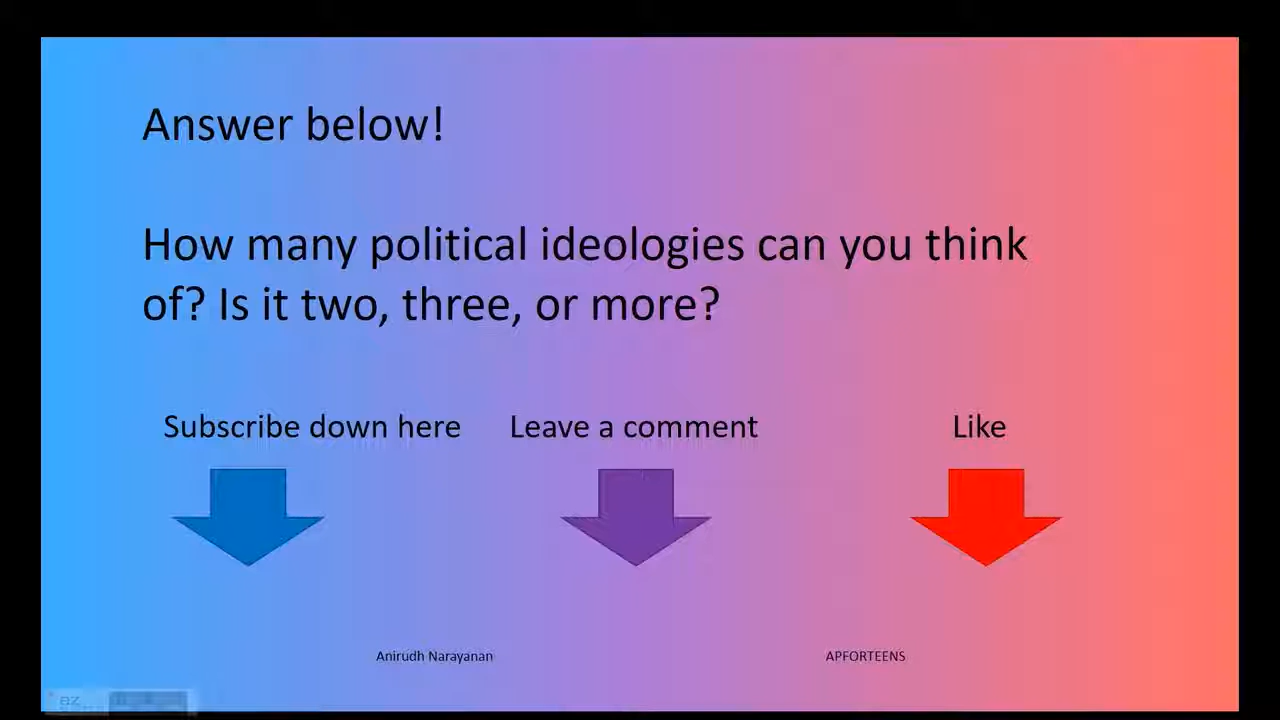 Answer below!
How many political ideologies can you think
of? Is it two, three, or more?
Subscribe down here
Leave a comment
Like
Anirudh Narayanan
APFORTEENS